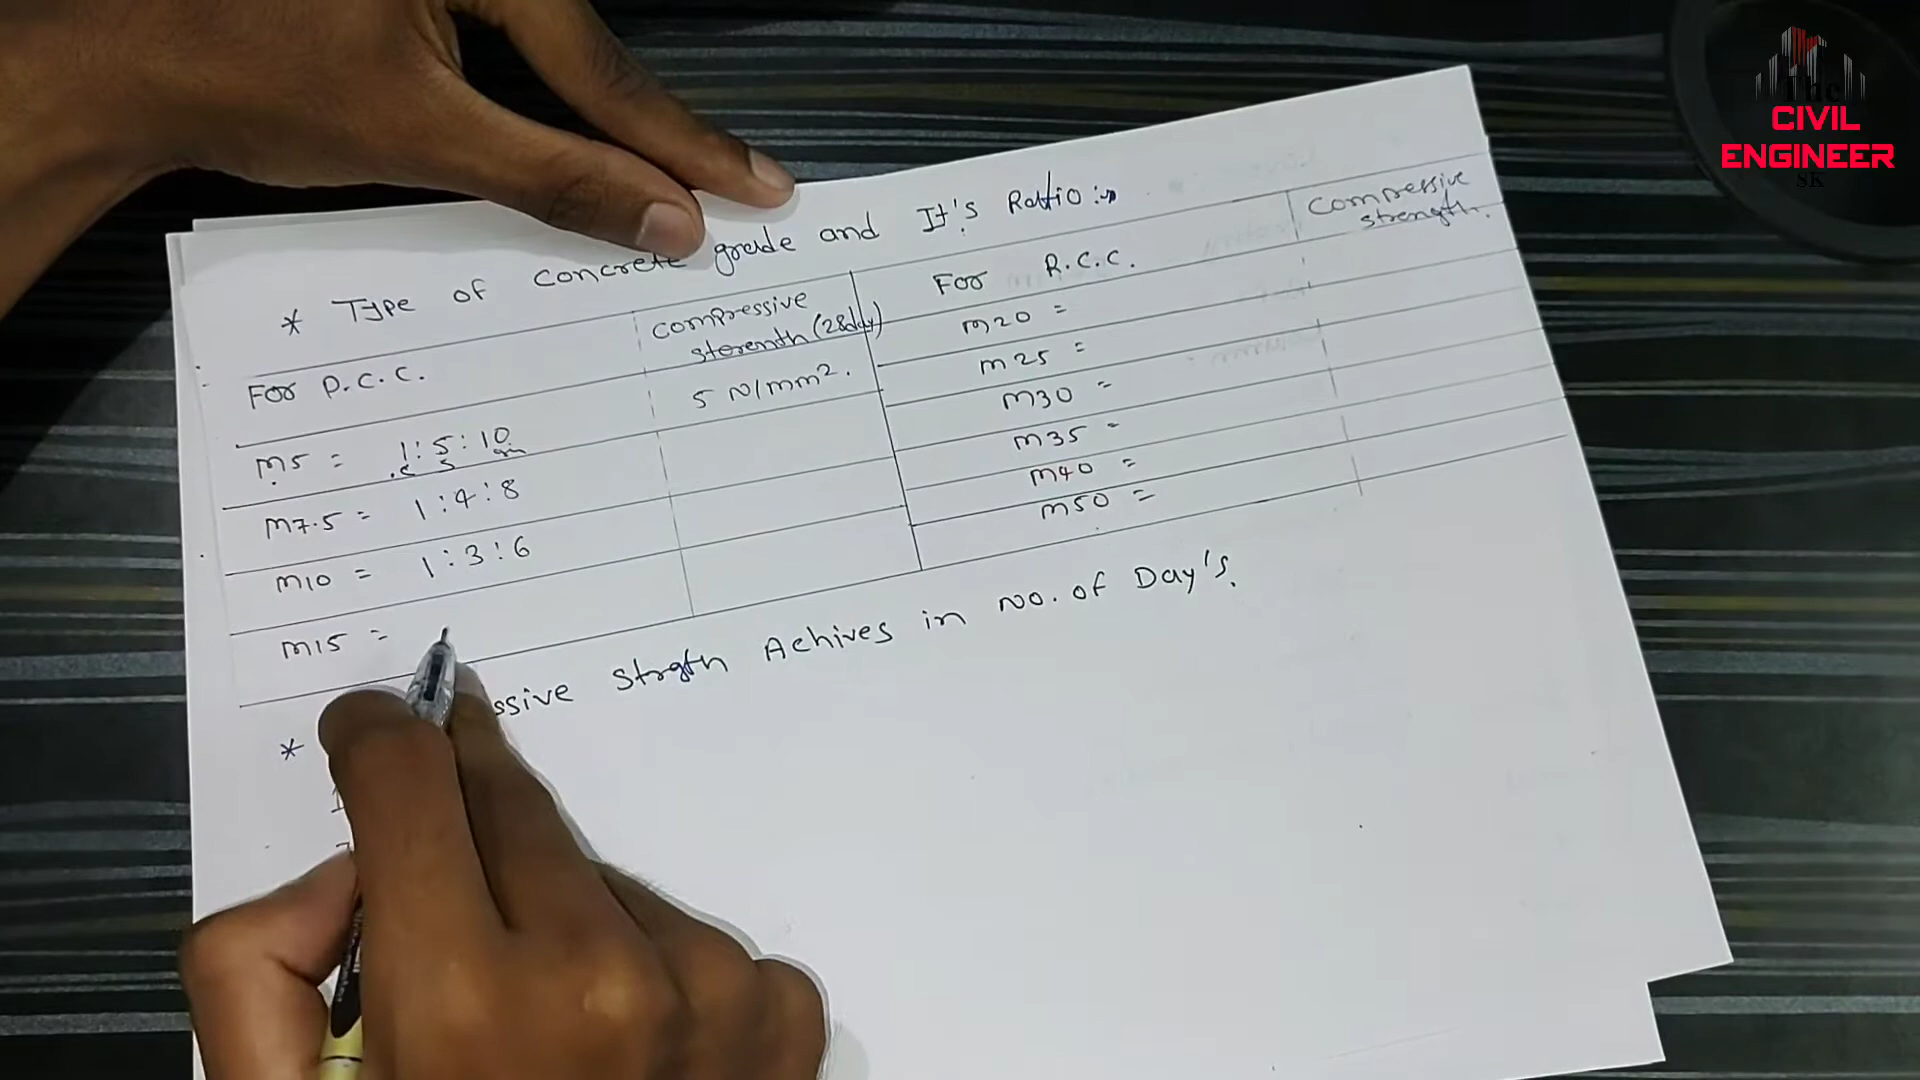 The
CIVIL
ENGINEER
SK
* Type of concrete grade and It's Ratio :→
For P.C.C.
compressive
sterenth (28day)
M5 = 1:5:10
.c s
5 N/mm2.
M7.5 = 1:4:8
M10 = 1:3:6
M15 =
For R.C.C.
compressive
strength.
M20 =
M25 =
M30 =
M35 =
M40 =
M50 =
* ssive Strgth Achives in No. of Day's.